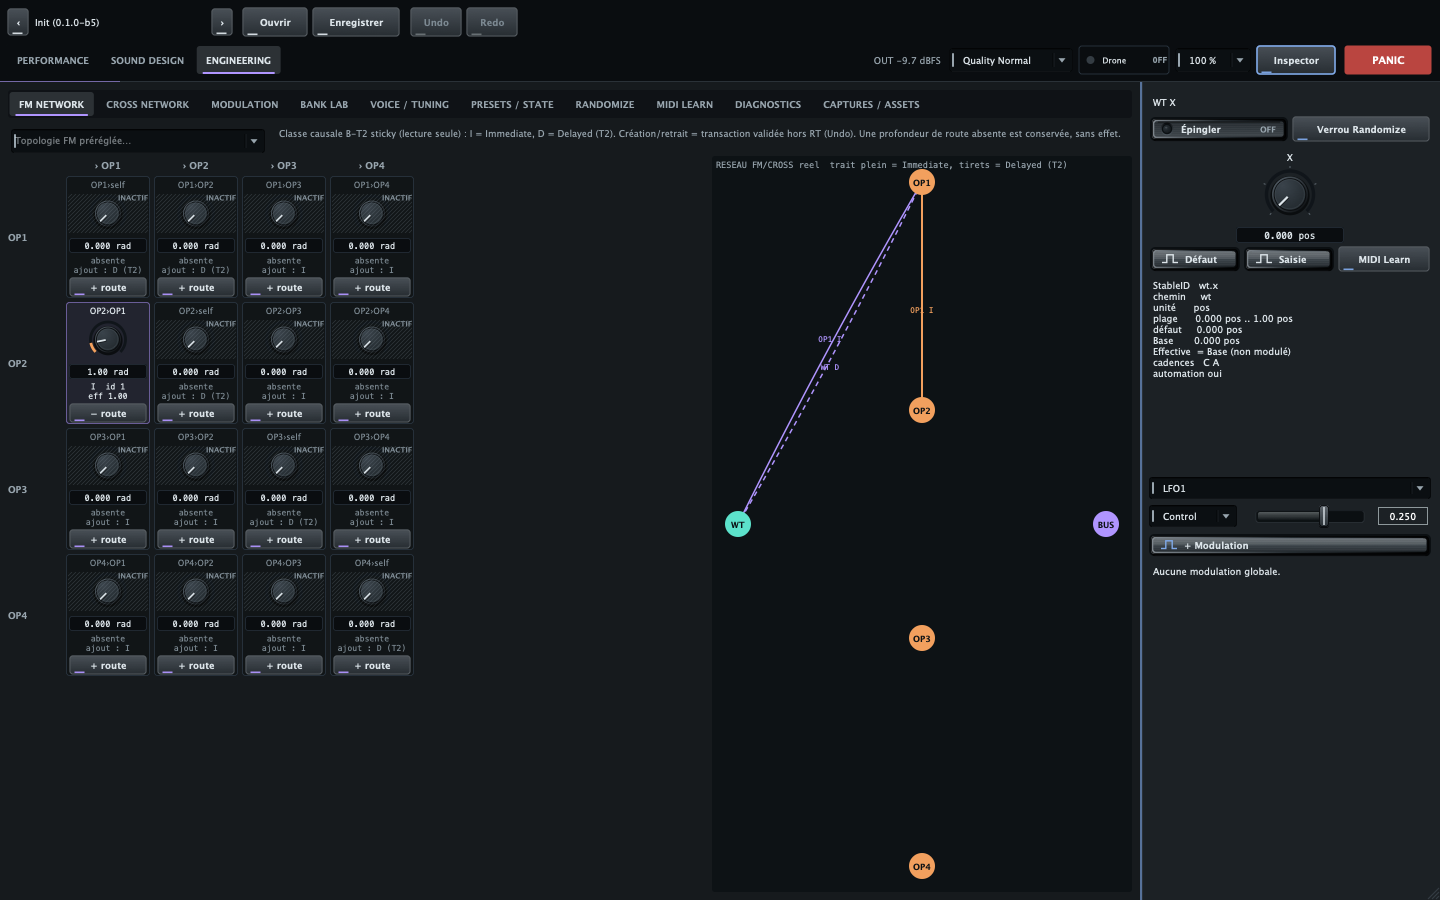 ‹ Init (0.1.0-b5) › Ouvrir Enregistrer Undo Redo
PERFORMANCE SOUND DESIGN ENGINEERING OUT -9.7 dBFS Quality Normal Drone OFF 100 % Inspector PANIC
FM NETWORK CROSS NETWORK MODULATION BANK LAB VOICE / TUNING PRESETS / STATE RANDOMIZE MIDI LEARN DIAGNOSTICS CAPTURES / ASSETS
Topologie FM préréglée... Classe causale B-T2 sticky (lecture seule) : I = Immediate, D = Delayed (T2). Création/retrait = transaction validée hors RT (Undo). Une profondeur de route absente est conservée, sans effet.
› OP1 › OP2 › OP3 › OP4
OP1
OP1›self OP1›OP2 OP1›OP3 OP1›OP4
INACTIF INACTIF INACTIF INACTIF
0.000 rad 0.000 rad 0.000 rad 0.000 rad
absente absente absente absente
ajout : D (T2) ajout : D (T2) ajout : I ajout : I
+ route + route + route + route
OP2
OP2›OP1 OP2›self OP2›OP3 OP2›OP4
INACTIF INACTIF INACTIF
1.00 rad 0.000 rad 0.000 rad 0.000 rad
I id 1 absente absente absente
eff 1.00 ajout : D (T2) ajout : I ajout : I
− route + route + route + route
OP3
OP3›OP1 OP3›OP2 OP3›self OP3›OP4
INACTIF INACTIF INACTIF INACTIF
0.000 rad 0.000 rad 0.000 rad 0.000 rad
absente absente absente absente
ajout : I ajout : I ajout : D (T2) ajout : I
+ route + route + route + route
OP4
OP4›OP1 OP4›OP2 OP4›OP3 OP4›self
INACTIF INACTIF INACTIF INACTIF
0.000 rad 0.000 rad 0.000 rad 0.000 rad
absente absente absente absente
ajout : I ajout : I ajout : I ajout : D (T2)
+ route + route + route + route
RESEAU FM/CROSS reel trait plein = Immediate, tirets = Delayed (T2)
OP1
OP1 I
OP1 I
WT D
OP2
WT
BUS
OP3
OP4
WT X
Épingler OFF Verrou Randomize
X
0.000 pos
Défaut Saisie MIDI Learn
StableID wt.x
chemin wt
unité pos
plage 0.000 pos .. 1.00 pos
défaut 0.000 pos
Base 0.000 pos
Effective = Base (non modulé)
cadences C A
automation oui
LFO1
Control 0.250
+ Modulation
Aucune modulation globale.